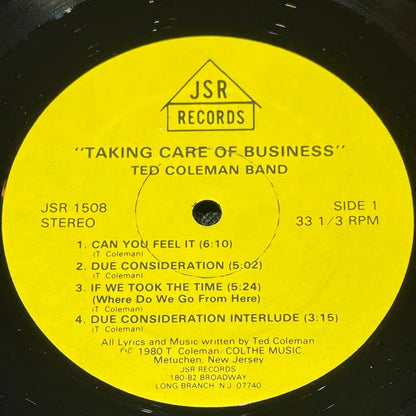 JSR
RECORDS
"TAKING CARE OF BUSINESS"
TED COLEMAN BAND
JSR 1508
STEREO
SIDE 1
33 1/3 RPM
1. CAN YOU FEEL IT (6:10)
(T. Coleman)
2. DUE CONSIDERATION (5:02)
(T. Coleman)
3. IF WE TOOK THE TIME (5:24)
(Where Do We Go From Here)
(T. Coleman)
4. DUE CONSIDERATION INTERLUDE (3:15)
(T. Coleman)
All Lyrics and Music written by Ted Coleman
1980 T. Coleman/COLTHE MUSIC
Metuchen, New Jersey
JSR RECORDS
180-82 BROADWAY
LONG BRANCH N.J. 07740